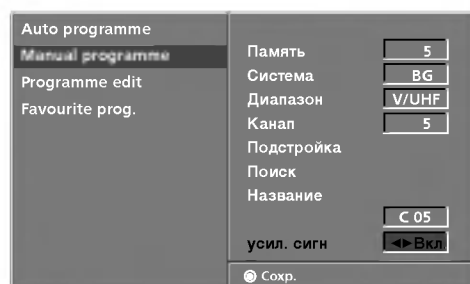 Auto programme
Manual programme
Programme edit
Favourite prog.
Память 5
Система BG
Диапазон V/UHF
Канап 5
Подстройка
Поиск
Название
C 05
усил. сигн ◄►Вкл
Сохр.